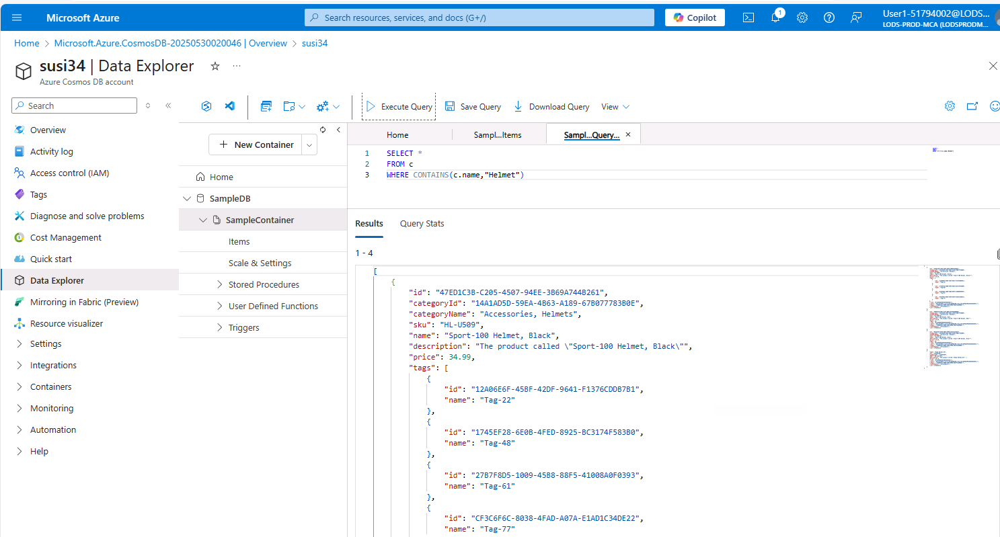 Microsoft Azure
Search resources, services, and docs (G+/)
Copilot
1
User1-51794002@LODS...
LODS-PROD-MCA (LODSPRODM...
Home > Microsoft.Azure.CosmosDB-20250530020046 | Overview > susi34
susi34 | Data Explorer
Azure Cosmos DB account
Search
Overview
Activity log
Access control (IAM)
Tags
Diagnose and solve problems
Cost Management
Quick start
Data Explorer
Mirroring in Fabric (Preview)
Resource visualizer
Settings
Integrations
Containers
Monitoring
Automation
Help
Execute Query
Save Query
Download Query
View
New Container
Home
SampleDB
SampleContainer
Items
Scale & Settings
Stored Procedures
User Defined Functions
Triggers
Home
Sampl...Items
Sampl...Query...
1 SELECT *
2 FROM c
3 WHERE CONTAINS(c.name,"Helmet")
Results
Query Stats
1 - 4
[
{
"id": "47ED1C3B-C205-4507-94EE-3B69A744B261",
"categoryId": "14A1AD5D-59EA-4B63-A189-67B077783B0E",
"categoryName": "Accessories, Helmets",
"sku": "HL-U509",
"name": "Sport-100 Helmet, Black",
"description": "The product called \"Sport-100 Helmet, Black\"",
"price": 34.99,
"tags": [
{
"id": "12A06E6F-45BF-42DF-9641-F1376CDDB7B1",
"name": "Tag-22"
},
{
"id": "1745EF28-6E0B-4FED-8925-BC3174F583B0",
"name": "Tag-48"
},
{
"id": "27B7F8D5-1009-45B8-88F5-41008A0F0393",
"name": "Tag-61"
},
{
"id": "CF3C6F6C-8038-4FAD-A07A-E1AD1C34DE22",
"name": "Tag-77"